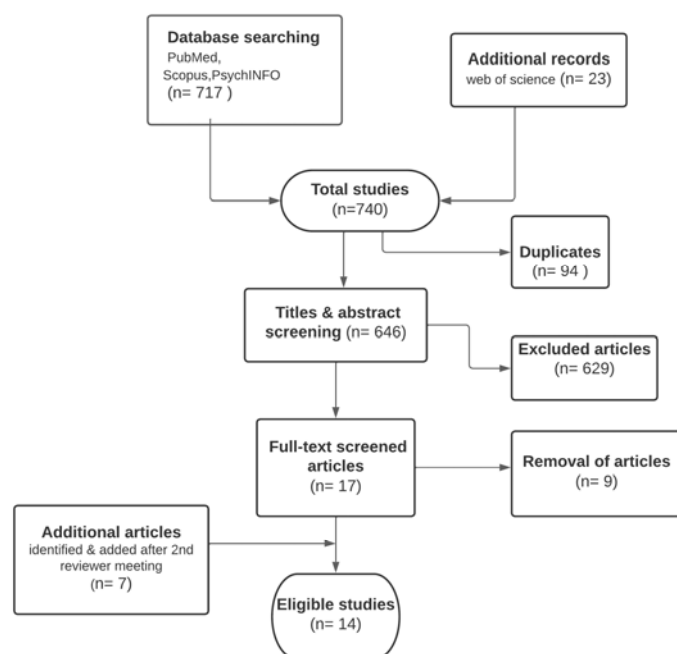 Database searching
PubMed,
Scopus,PsychINFO
(n= 717 )
Additional records
web of science (n= 23)
Total studies
(n=740)
Duplicates
(n= 94 )
Titles & abstract
screening (n= 646)
Excluded articles
(n= 629)
Full-text screened
articles
(n= 17)
Removal of articles
(n= 9)
Additional articles
identified & added after 2nd
reviewer meeting
(n= 7)
Eligible studies
(n= 14)